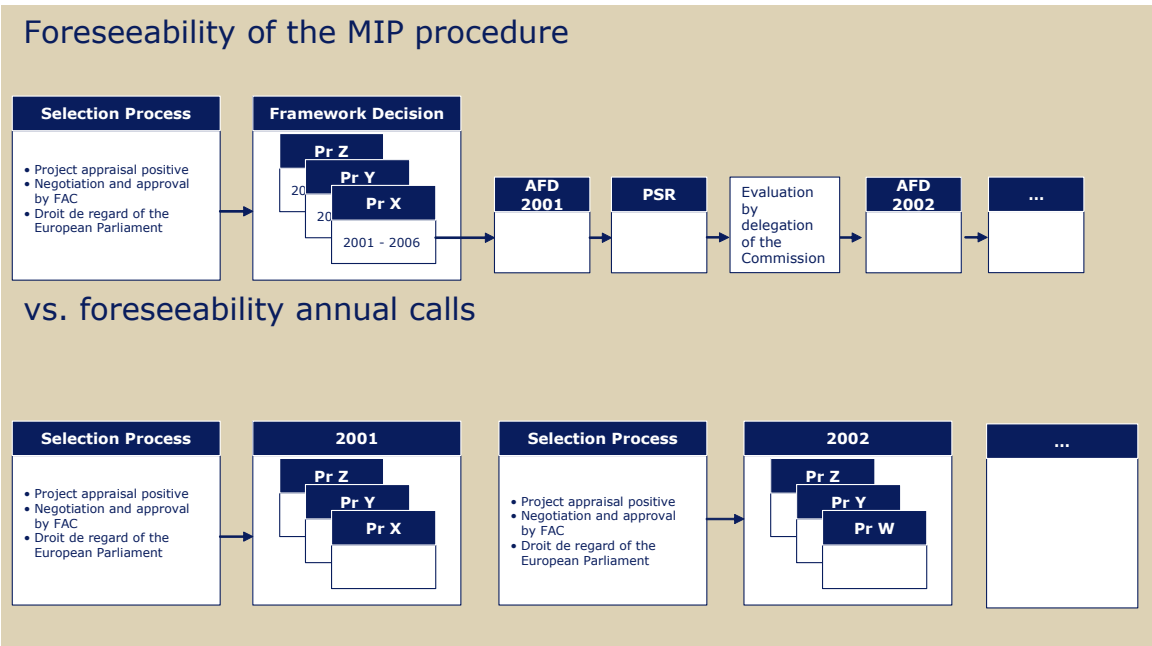 Foreseeability of the MIP procedure
Selection Process
• Project appraisal positive
• Negotiation and approval
by FAC
• Droit de regard of the
European Parliament
Framework Decision
Pr Z
20
Pr Y
20
Pr X
2001 - 2006
AFD
2001
PSR
Evaluation
by
delegation
of the
Commission
AFD
2002
...
vs. foreseeability annual calls
Selection Process
• Project appraisal positive
• Negotiation and approval
by FAC
• Droit de regard of the
European Parliament
2001
Pr Z
Pr Y
Pr X
Selection Process
• Project appraisal positive
• Negotiation and approval
by FAC
• Droit de regard of the
European Parliament
2002
Pr Z
Pr Y
Pr W
...